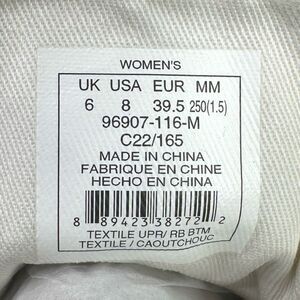 WOMEN'S
UK USA EUR MM
6 8 39.5 250(1.5)
96907-116-M
C22/165
MADE IN CHINA
FABRIQUE EN CHINE
HECHO EN CHINA
8 89423 38272 2
TEXTILE UPR/ RB BTM
TEXTILE / CAOUTCHOUC